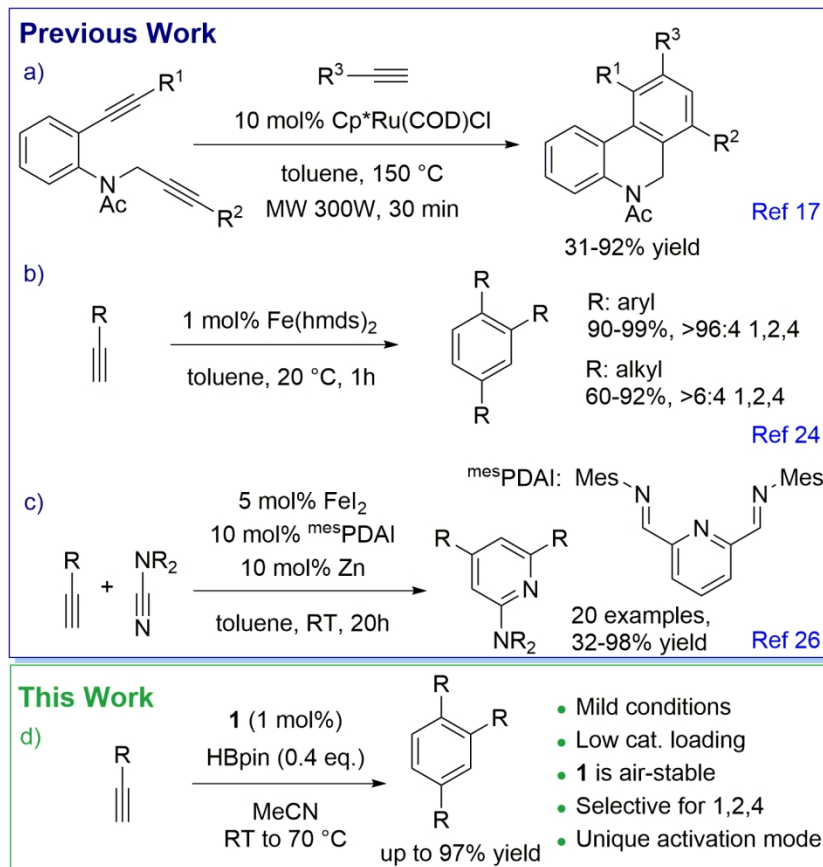 Previous Work
a)
R¹
N
Ac
R²
R³
10 mol% Cp*Ru(COD)Cl
toluene, 150 °C
MW 300W, 30 min
R³
R¹
R²
N
Ac
31-92% yield
Ref 17
b)
R
1 mol% Fe(hmds)₂
toluene, 20 °C, 1h
R
R
R
R: aryl
90-99%, >96:4 1,2,4
R: alkyl
60-92%, >6:4 1,2,4
Ref 24
c)
R
+
NR₂
N
5 mol% FeI₂
10 mol% ᵐᵉˢPDAI
10 mol% Zn
toluene, RT, 20h
R
R
N
NR₂
ᵐᵉˢPDAI:
Mes
N
N
N
Mes
20 examples,
32-98% yield
Ref 26
This Work
d)
R
1 (1 mol%)
HBpin (0.4 eq.)
MeCN
RT to 70 °C
R
R
R
up to 97% yield
• Mild conditions
• Low cat. loading
• 1 is air-stable
• Selective for 1,2,4
• Unique activation mode